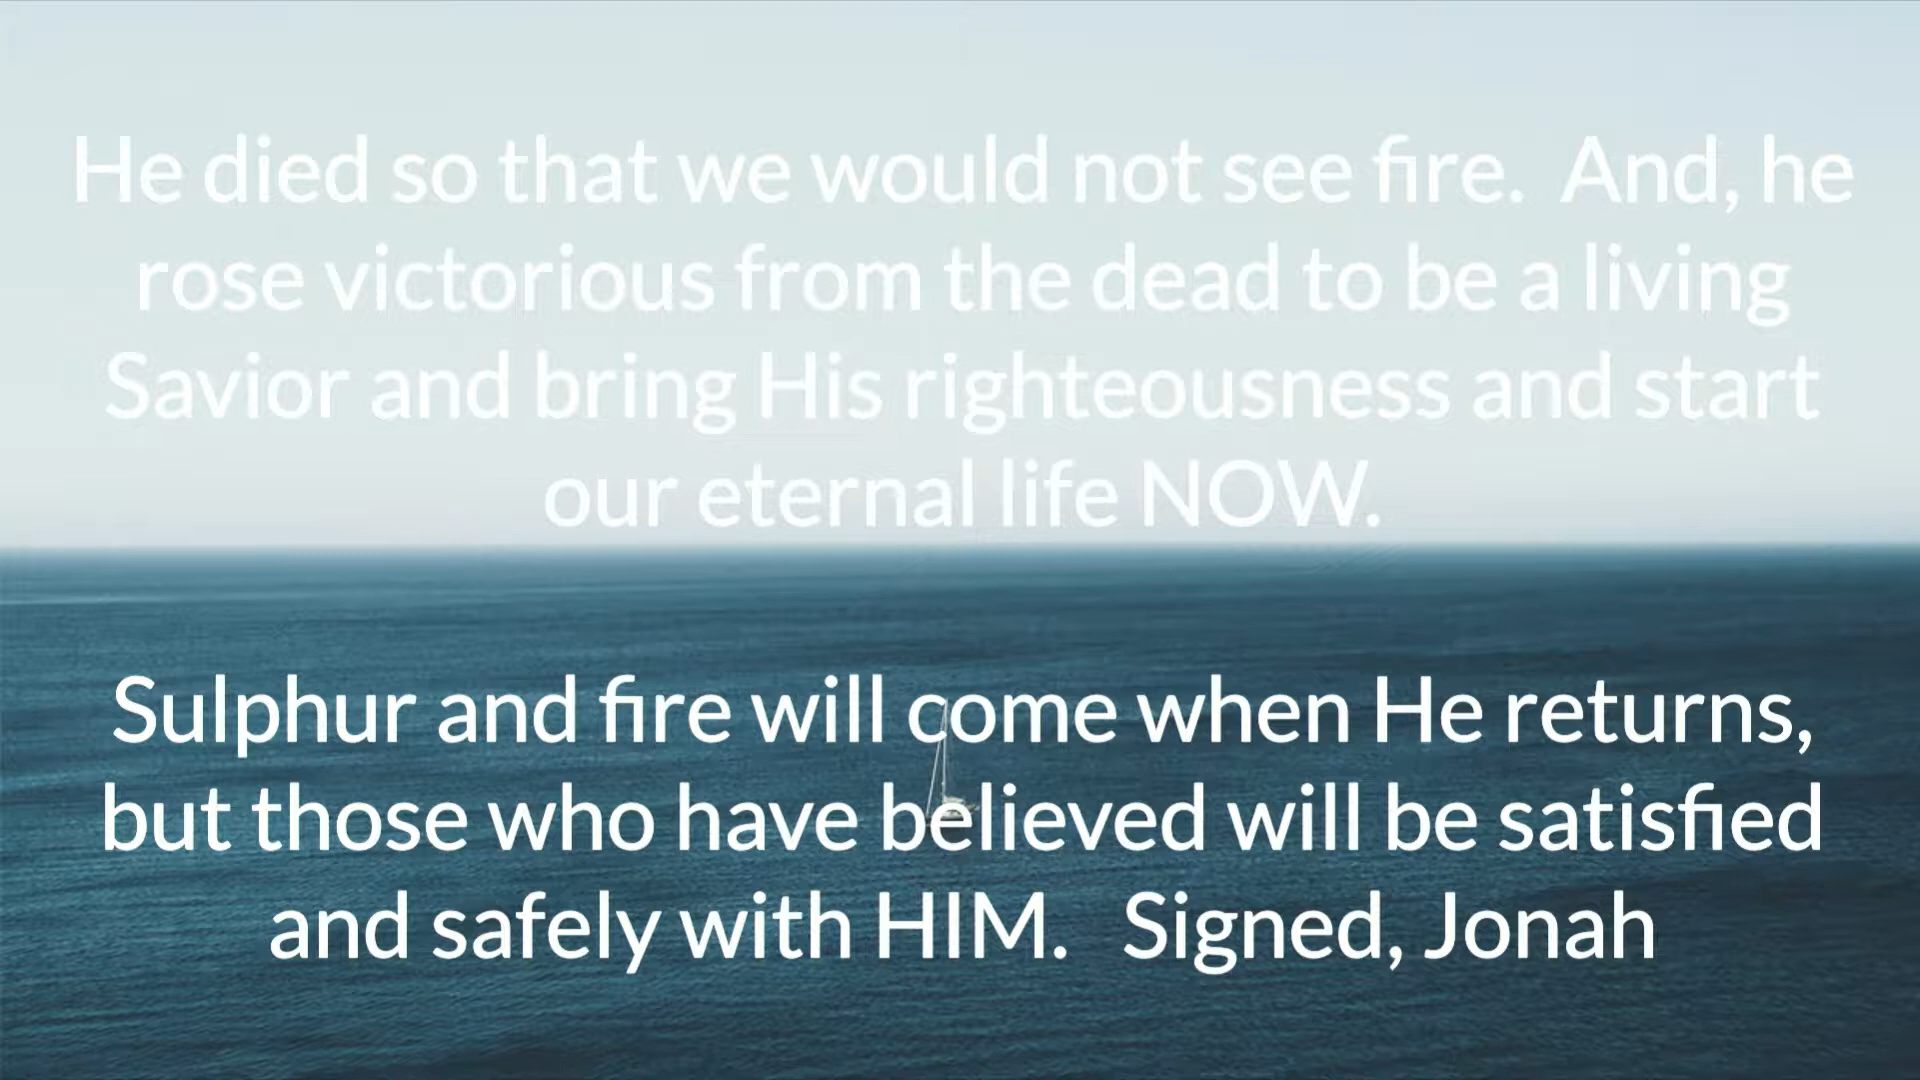 He died so that we would not see fire.  And, he
rose victorious from the dead to be a living
Savior and bring His righteousness and start
our eternal life NOW.
Sulphur and fire will come when He returns,
but those who have believed will be satisfied
and safely with HIM.   Signed, Jonah